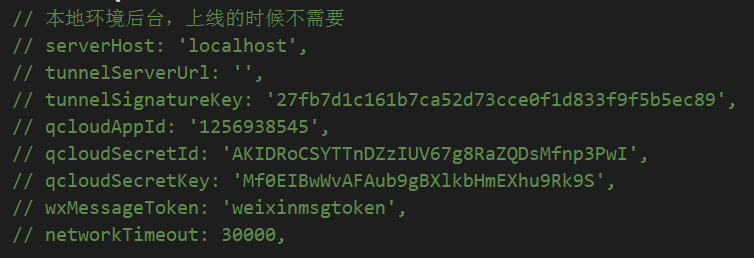 // 本地环境后台，上线的时候不需要
// serverHost: 'localhost',
// tunnelServerUrl: '',
// tunnelSignatureKey: '27fb7d1c161b7ca52d73cce0f1d833f9f5b5ec89',
// qcloudAppId: '1256938545',
// qcloudSecretId: 'AKIDRoCSYTTnDZzIUV67g8RaZQDsMfnp3PwI',
// qcloudSecretKey: 'Mf0EIBwWvAFAub9gBXlkbHmEXhu9Rk9S',
// wxMessageToken: 'weixinmsgtoken',
// networkTimeout: 30000,